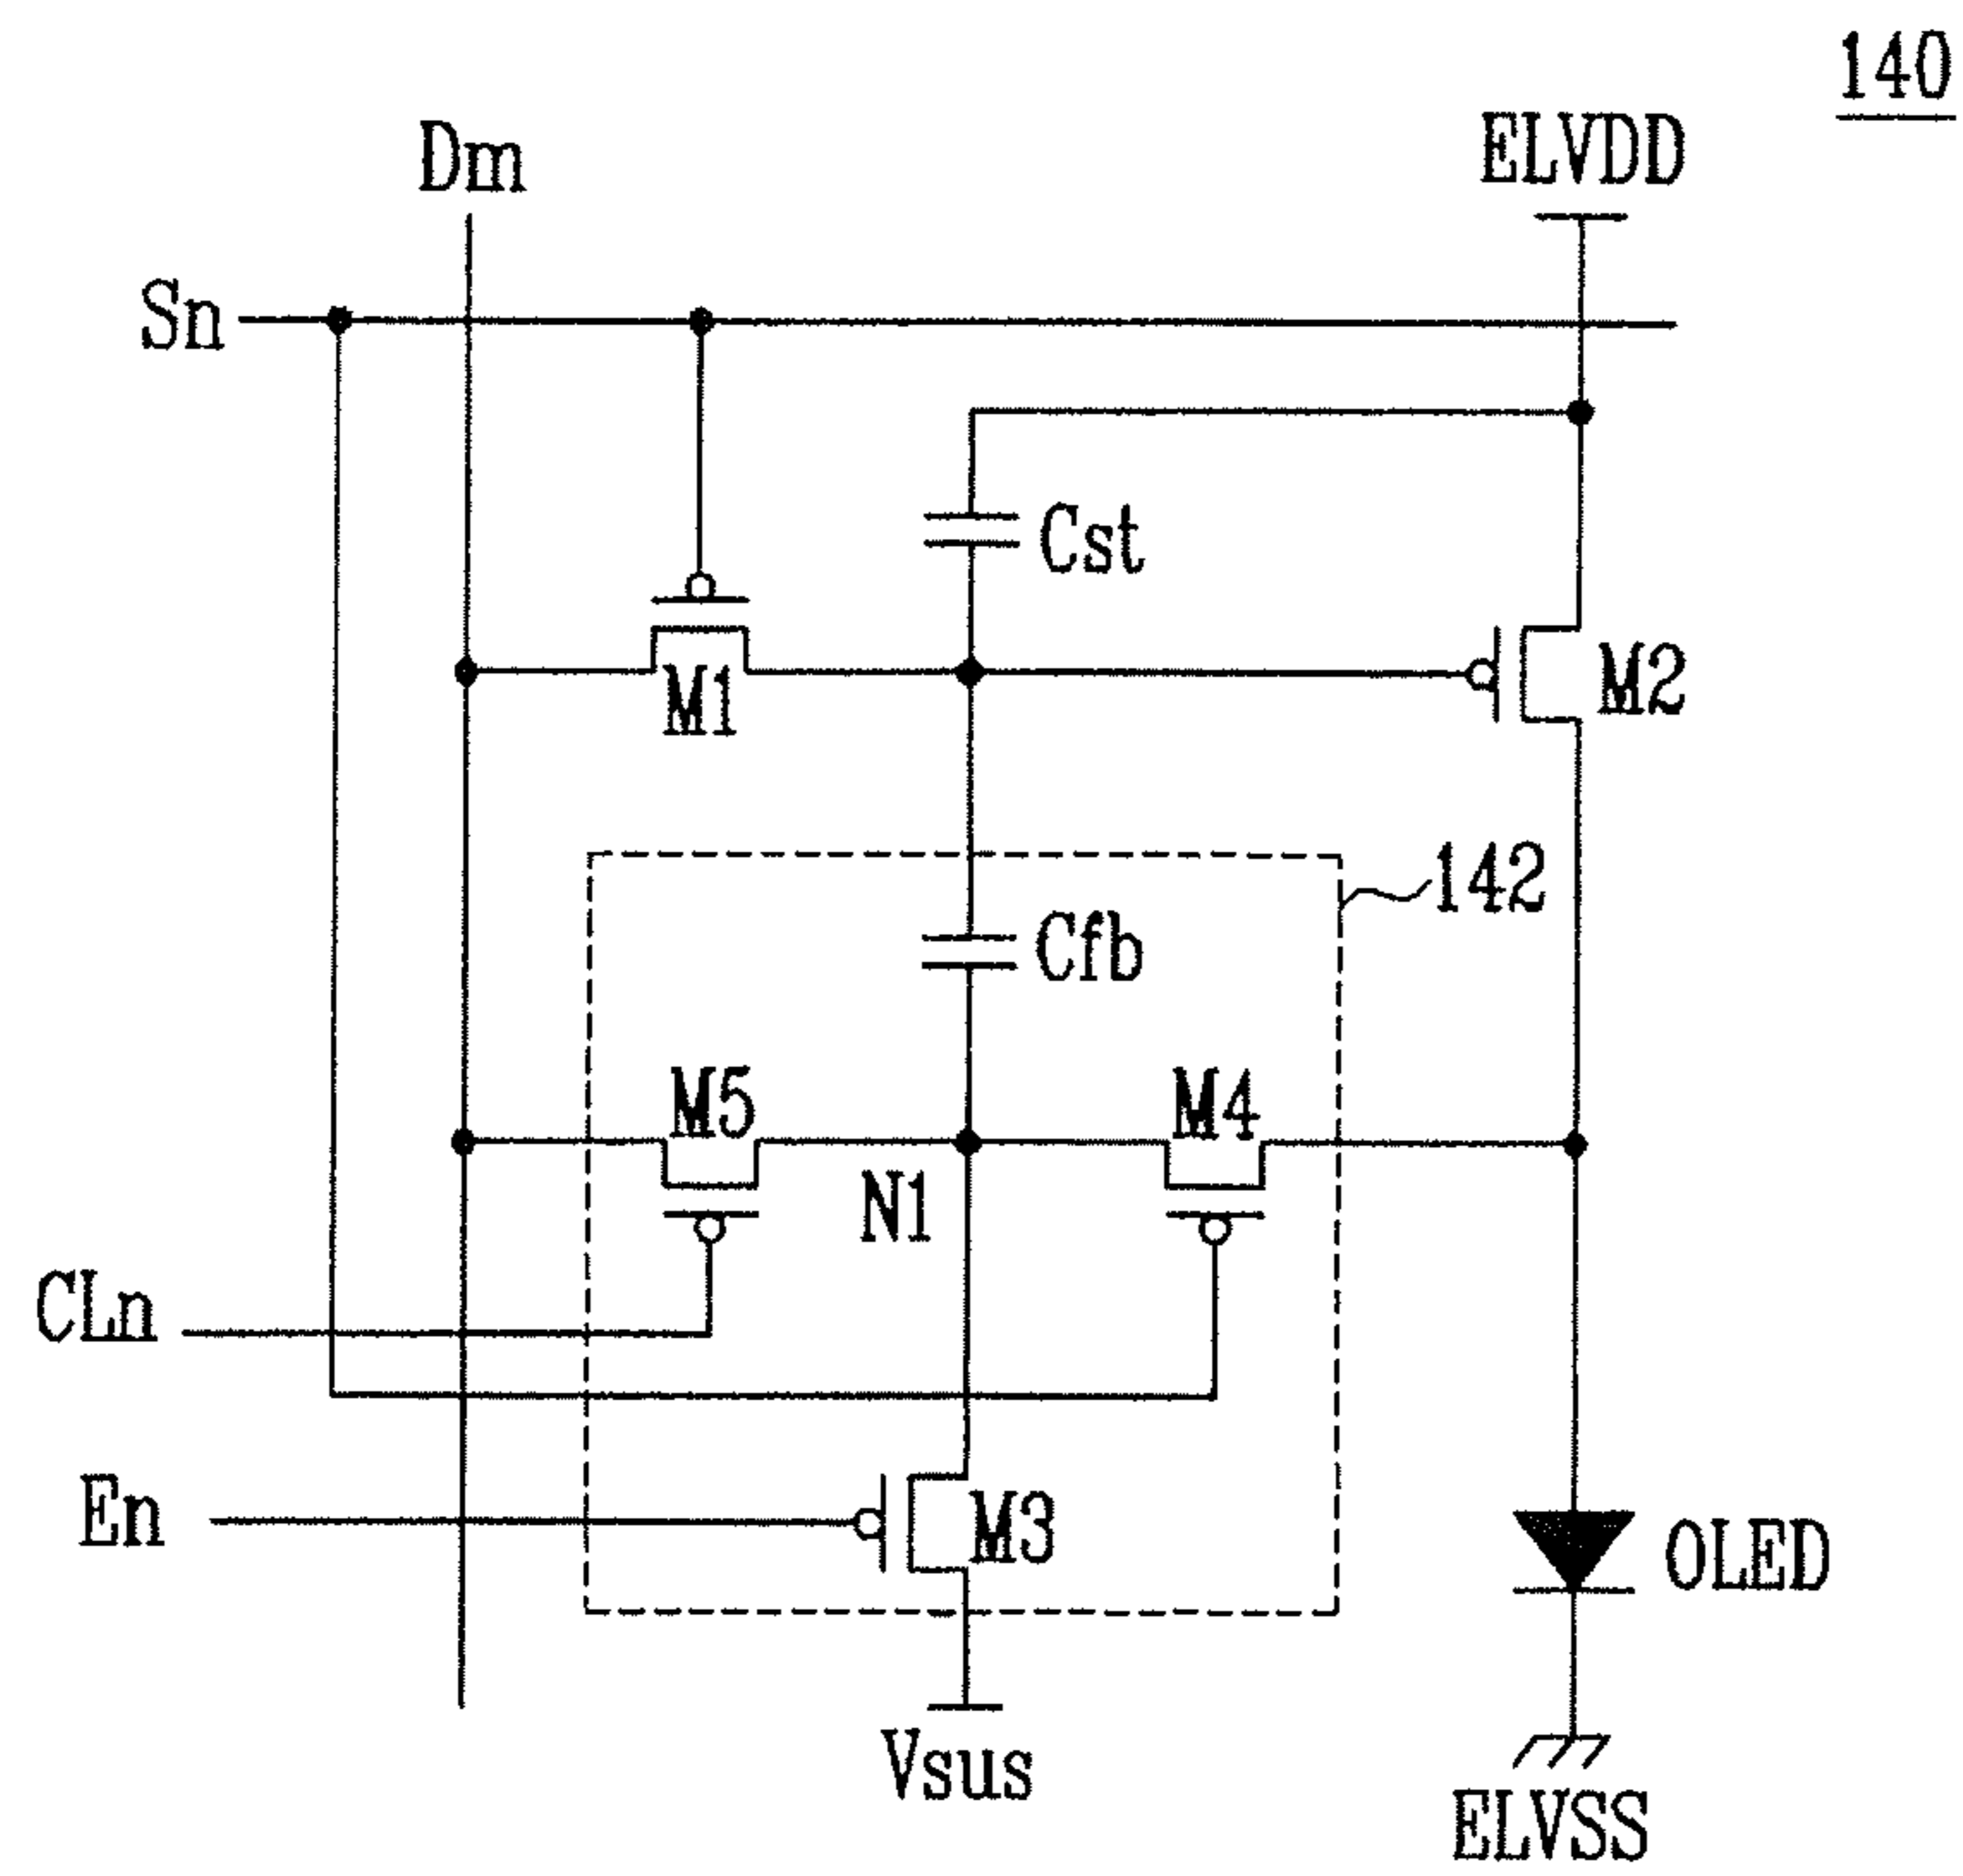 140
ELVDD
Dm
Sn
Cst
M1
M2
142
Cfb
M5
M4
N1
CLn
En
M3
OLED
Vsus
ELVSS